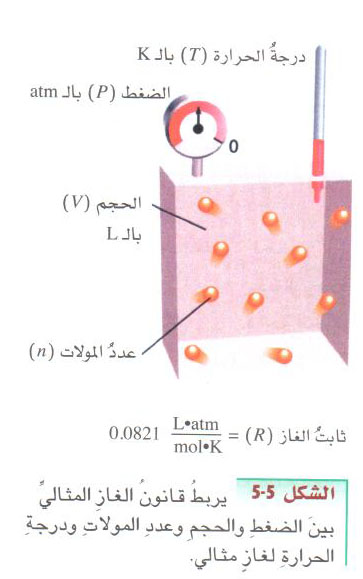 درجةُ الحرارة (T) بالـ K
الضغط (P) بالـ atm
0
الحجم (V)
بالـ L
عددُ المولات (n)
ثابتُ الغاز (R) = 0.0821 L•atm/mol•K
الشكل 5-5 يربطُ قانونُ الغازِ المثاليِّ
بينَ الضغطِ والحجمِ وعددِ المولاتِ ودرجةِ
الحرارةِ لغازٍ مثالي.